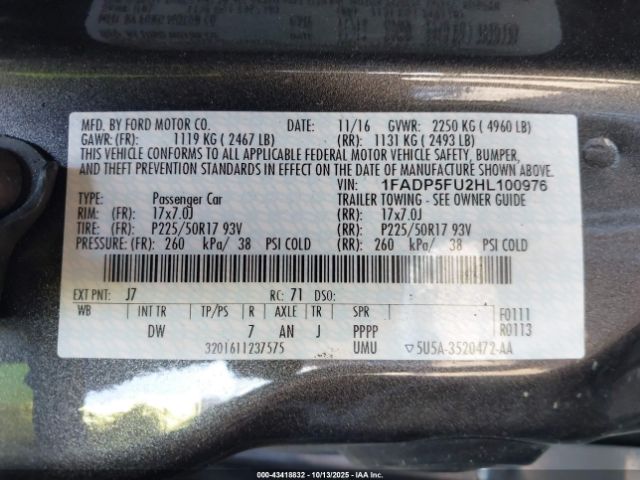 MFD. BY FORD MOTOR CO. DATE: 11/16 GVWR: 2250 KG ( 4960 LB)
GAWR: (FR): 1119 KG ( 2467 LB) (RR): 1131 KG ( 2493 LB)
THIS VEHICLE CONFORMS TO ALL APPLICABLE FEDERAL MOTOR VEHICLE SAFETY, BUMPER,
AND THEFT PREVENTION STANDARDS IN EFFECT ON THE DATE OF MANUFACTURE SHOWN ABOVE.
VIN: 1FADP5FU2HL100976
TYPE: Passenger Car TRAILER TOWING - SEE OWNER GUIDE
RIM: (FR): 17x7.0J (RR): 17x7.0J
TIRE: (FR): P225/50R17 93V (RR): P225/50R17 93V
PRESSURE: (FR): 260 kPa/ 38 PSI COLD (RR): 260 kPa/ 38 PSI COLD
EXT PNT: J7 RC: 71 DSO:
WB INT TR TP/PS R AXLE TR SPR F0111
DW 7 AN J PPPP R0113
3201611237575 UMU ▽5U5A-3520472-AA
000-43418832 - 10/13/2025 - IAAI.com